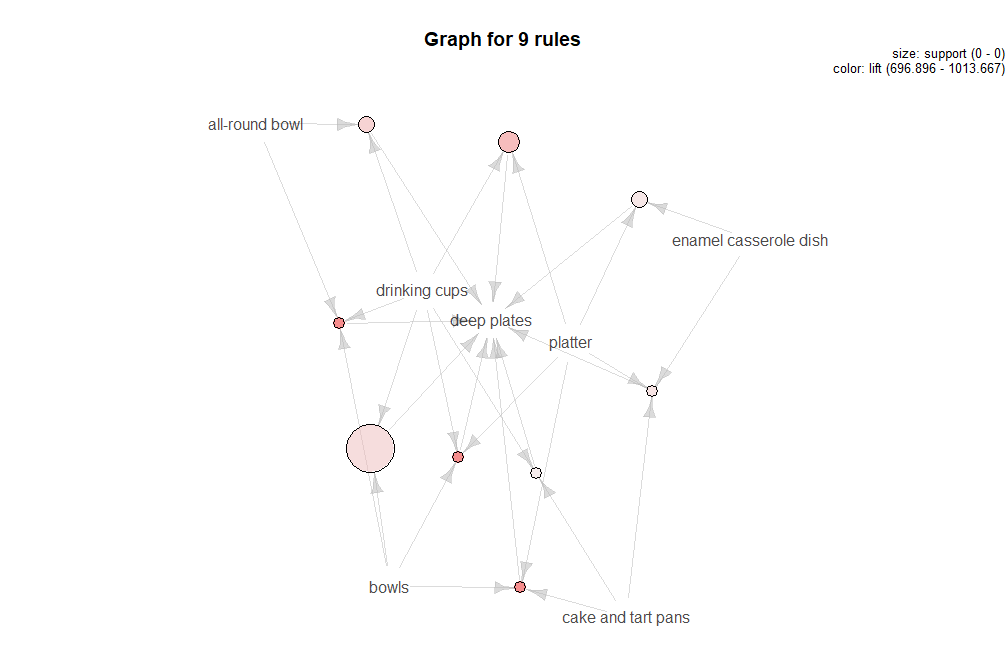 Graph for 9 rules
size: support (0 - 0)
color: lift (696.896 - 1013.667)
all-round bowl
enamel casserole dish
drinking cups
deep plates
platter
bowls
cake and tart pans